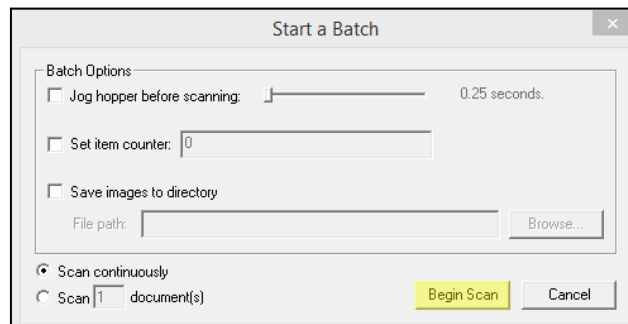 Start a Batch
Batch Options
Jog hopper before scanning: 0.25 seconds.
Set item counter: 0
Save images to directory
File path: Browse...
Scan continuously
Scan 1 document(s) Begin Scan Cancel